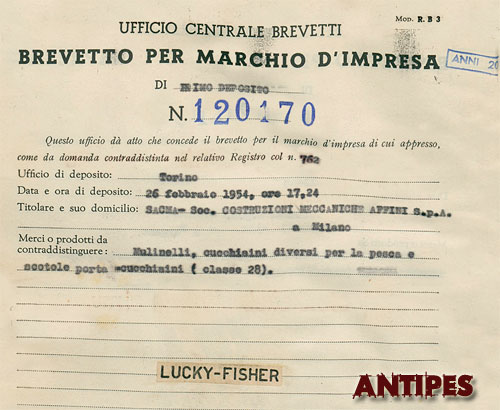 Mod. R. B 3
UFFICIO CENTRALE BREVETTI
BREVETTO PER MARCHIO D'IMPRESA
ANNI 20
DI PRIMO DEPOSITO
N. 120170
Questo ufficio dà atto che concede il brevetto per il marchio d'impresa di cui appresso,
come da domanda contraddistinta nel relativo Registro col n. 762
Ufficio di deposito: Torino
Data e ora di deposito: 26 febbraio 1954, ore 17,24
Titolare e suo domicilio: SACMA- Soc. COSTRUZIONI MECCANICHE AFFINI S.p.A.
a Milano
Merci o prodotti da
contraddistinguere: Mulinelli, cucchiaini diversi per la pesca e
scatole porta-cucchiaini ( classe 28).
LUCKY-FISHER
ANTIPES